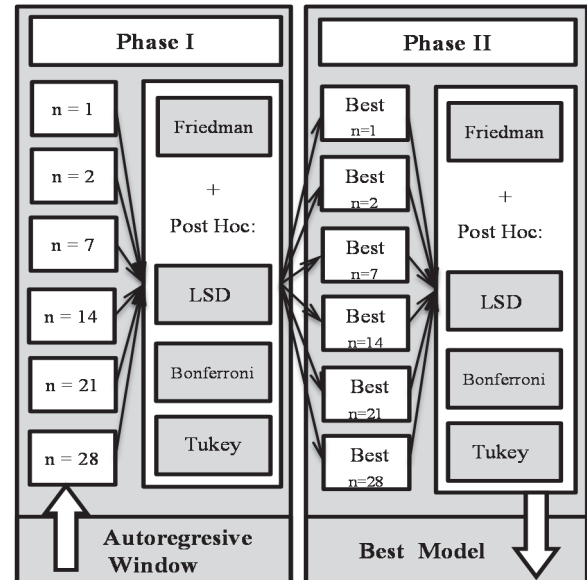 Phase I
n = 1
n = 2
n = 7
n = 14
n = 21
n = 28
Friedman
+
Post Hoc:
LSD
Bonferroni
Tukey
Autoregresive
Window
Phase II
Best
n=1
Best
n=2
Best
n=7
Best
n=14
Best
n=21
Best
n=28
Friedman
+
Post Hoc:
LSD
Bonferroni
Tukey
Best Model